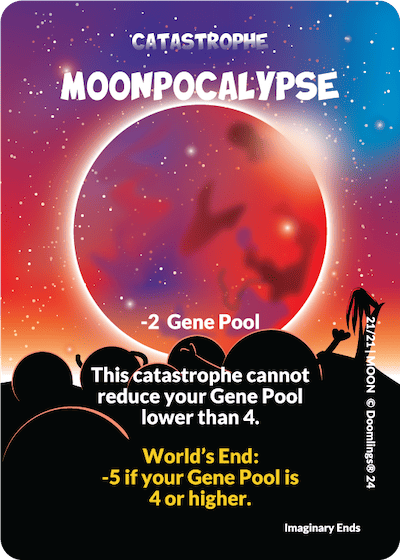 CATASTROPHE
MOONPOCALYPSE
-2 Gene Pool
This catastrophe cannot
reduce your Gene Pool
lower than 4.
World's End:
-5 if your Gene Pool is
4 or higher.
21/21 | MOON © Doomlings® 24
Imaginary Ends